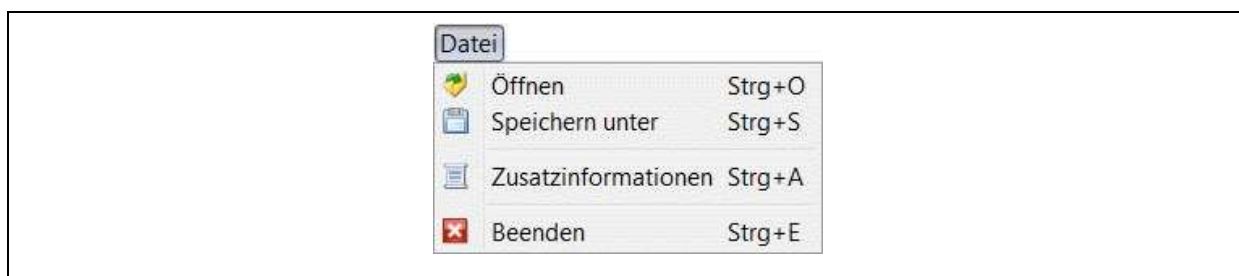 Datei
Öffnen Strg+O
Speichern unter Strg+S
Zusatzinformationen Strg+A
Beenden Strg+E